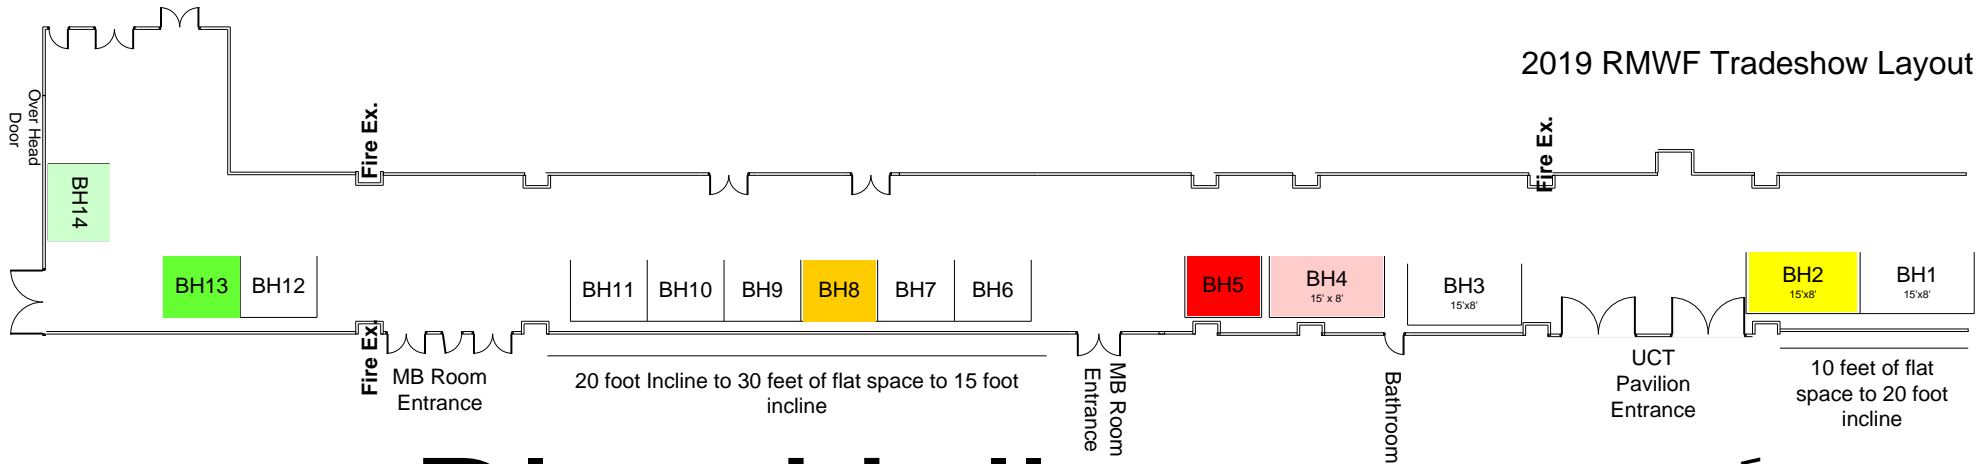 2019 RMWF Tradeshow Layout
Over Head
Door
Fire Ex.
Fire Ex.
BH14
BH13
BH12
BH11
BH10
BH9
BH8
BH7
BH6
BH5
BH4
15' x 8'
BH3
15'x8'
BH2
15'x8'
BH1
15'x8'
Fire Ex.
MB Room
Entrance
20 foot Incline to 30 feet of flat space to 15 foot
incline
MB Room
Entrance
Bathroom
UCT
Pavilion
Entrance
10 feet of flat
space to 20 foot
incline